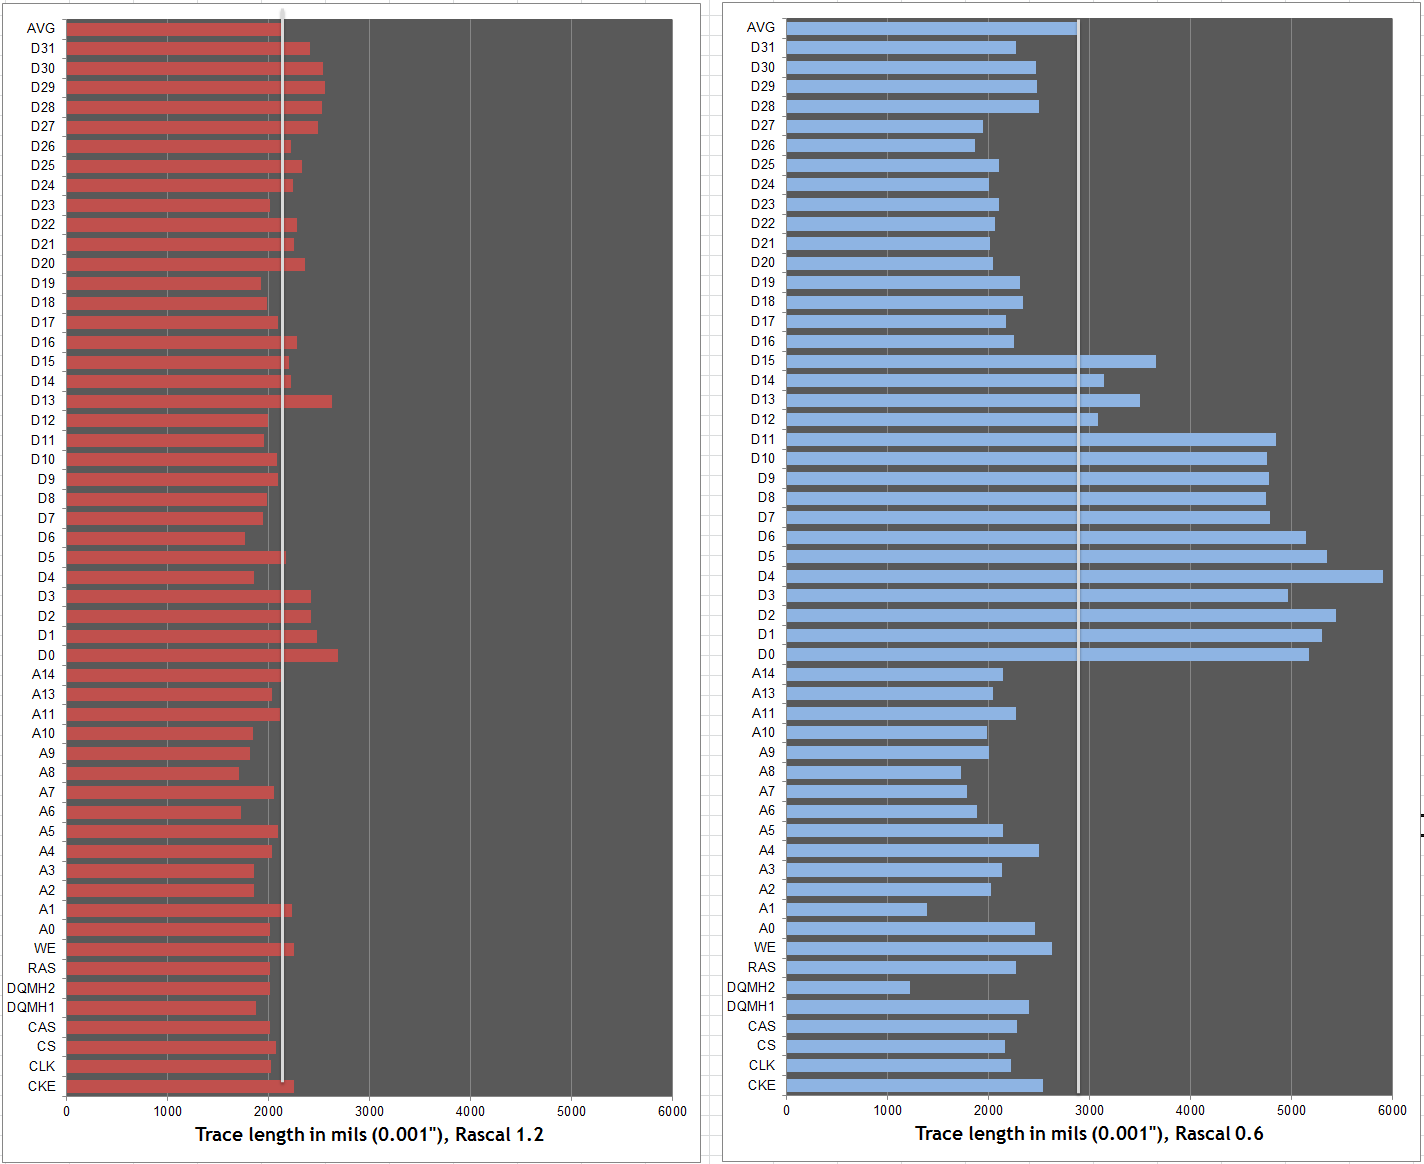 AVG
D31
D30
D29
D28
D27
D26
D25
D24
D23
D22
D21
D20
D19
D18
D17
D16
D15
D14
D13
D12
D11
D10
D9
D8
D7
D6
D5
D4
D3
D2
D1
D0
A14
A13
A11
A10
A9
A8
A7
A6
A5
A4
A3
A2
A1
A0
WE
RAS
DQMH2
DQMH1
CAS
CS
CLK
CKE
0 1000 2000 3000 4000 5000 6000
Trace length in mils (0.001"), Rascal 1.2
AVG
D31
D30
D29
D28
D27
D26
D25
D24
D23
D22
D21
D20
D19
D18
D17
D16
D15
D14
D13
D12
D11
D10
D9
D8
D7
D6
D5
D4
D3
D2
D1
D0
A14
A13
A11
A10
A9
A8
A7
A6
A5
A4
A3
A2
A1
A0
WE
RAS
DQMH2
DQMH1
CAS
CS
CLK
CKE
0 1000 2000 3000 4000 5000 6000
Trace length in mils (0.001"), Rascal 0.6